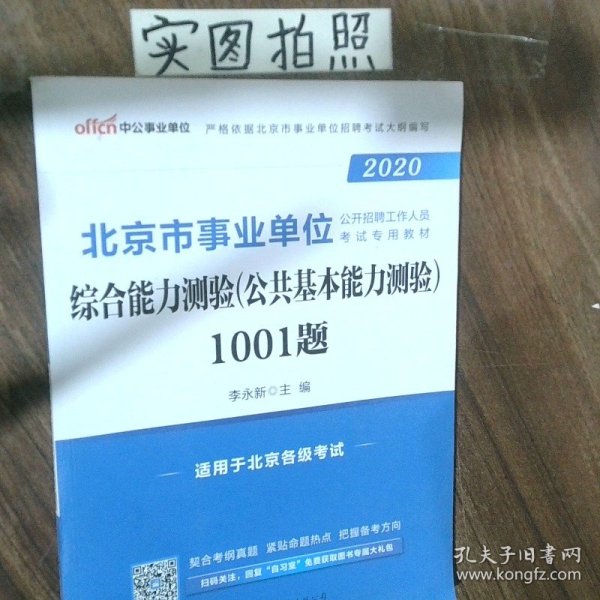 实图拍照
offcn中公事业单位 严格依据北京市事业单位招聘考试大纲编写
2020
北京市事业单位 公开招聘工作人员
考试专用教材
综合能力测验(公共基本能力测验)
1001题
李永新◎主 编
适用于北京各级考试
契合考纲真题 紧贴命题热点 把握备考方向
扫码关注,回复“自习室”免费获取图书专属大礼包
孔夫子旧书网
www.kongfz.com